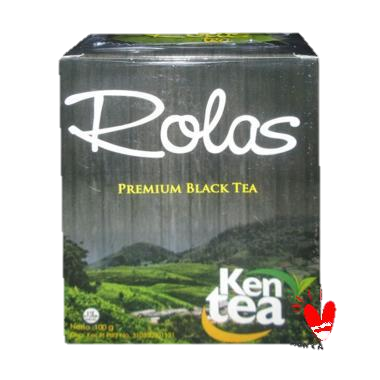 Rolas
PREMIUM BLACK TEA
Ken
tea
Netto 100 g